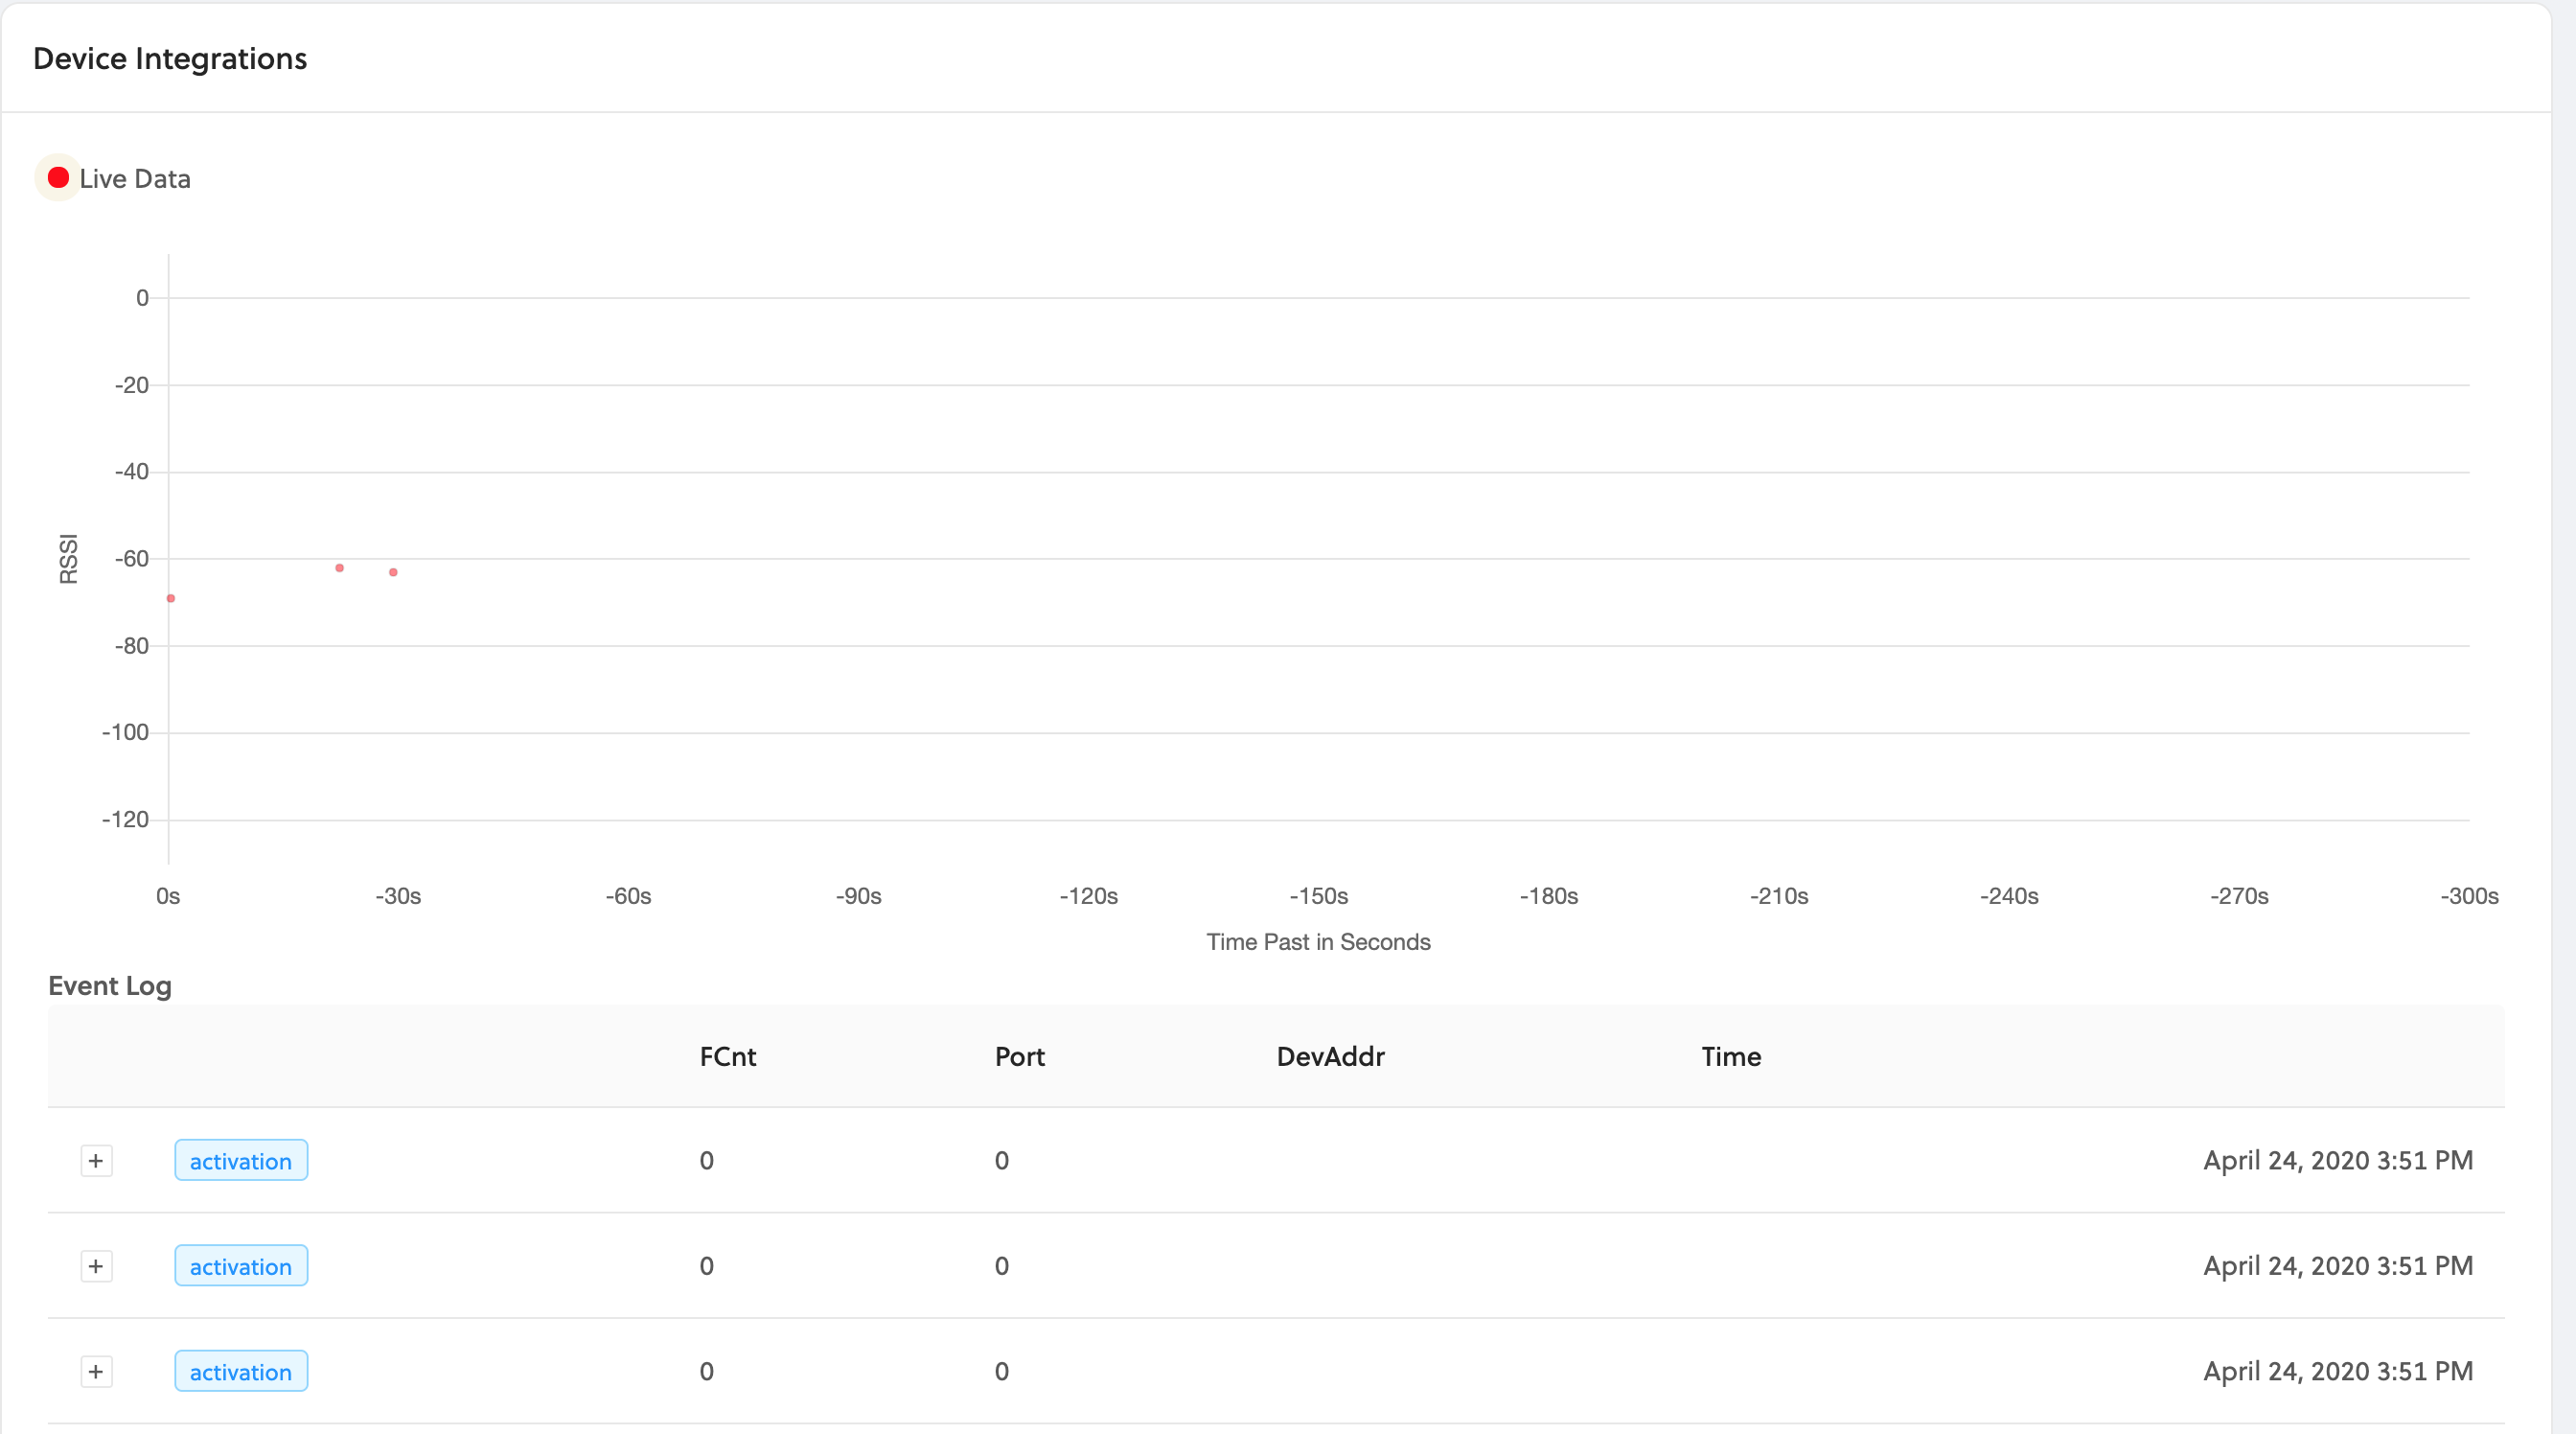 Device Integrations
Live Data
0
-20
-40
-60
-80
-100
-120
RSSI
0s -30s -60s -90s -120s -150s -180s -210s -240s -270s -300s
Time Past in Seconds
Event Log
FCnt Port DevAddr Time
+ activation 0 0 April 24, 2020 3:51 PM
+ activation 0 0 April 24, 2020 3:51 PM
+ activation 0 0 April 24, 2020 3:51 PM